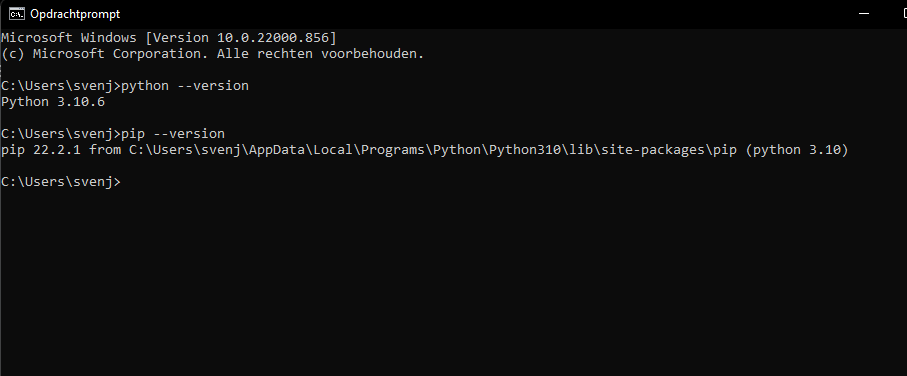 Opdrachtprompt
Microsoft Windows [Version 10.0.22000.856]
(c) Microsoft Corporation. Alle rechten voorbehouden.
C:\Users\svenj>python --version
Python 3.10.6
C:\Users\svenj>pip --version
pip 22.2.1 from C:\Users\svenj\AppData\Local\Programs\Python\Python310\lib\site-packages\pip (python 3.10)
C:\Users\svenj>